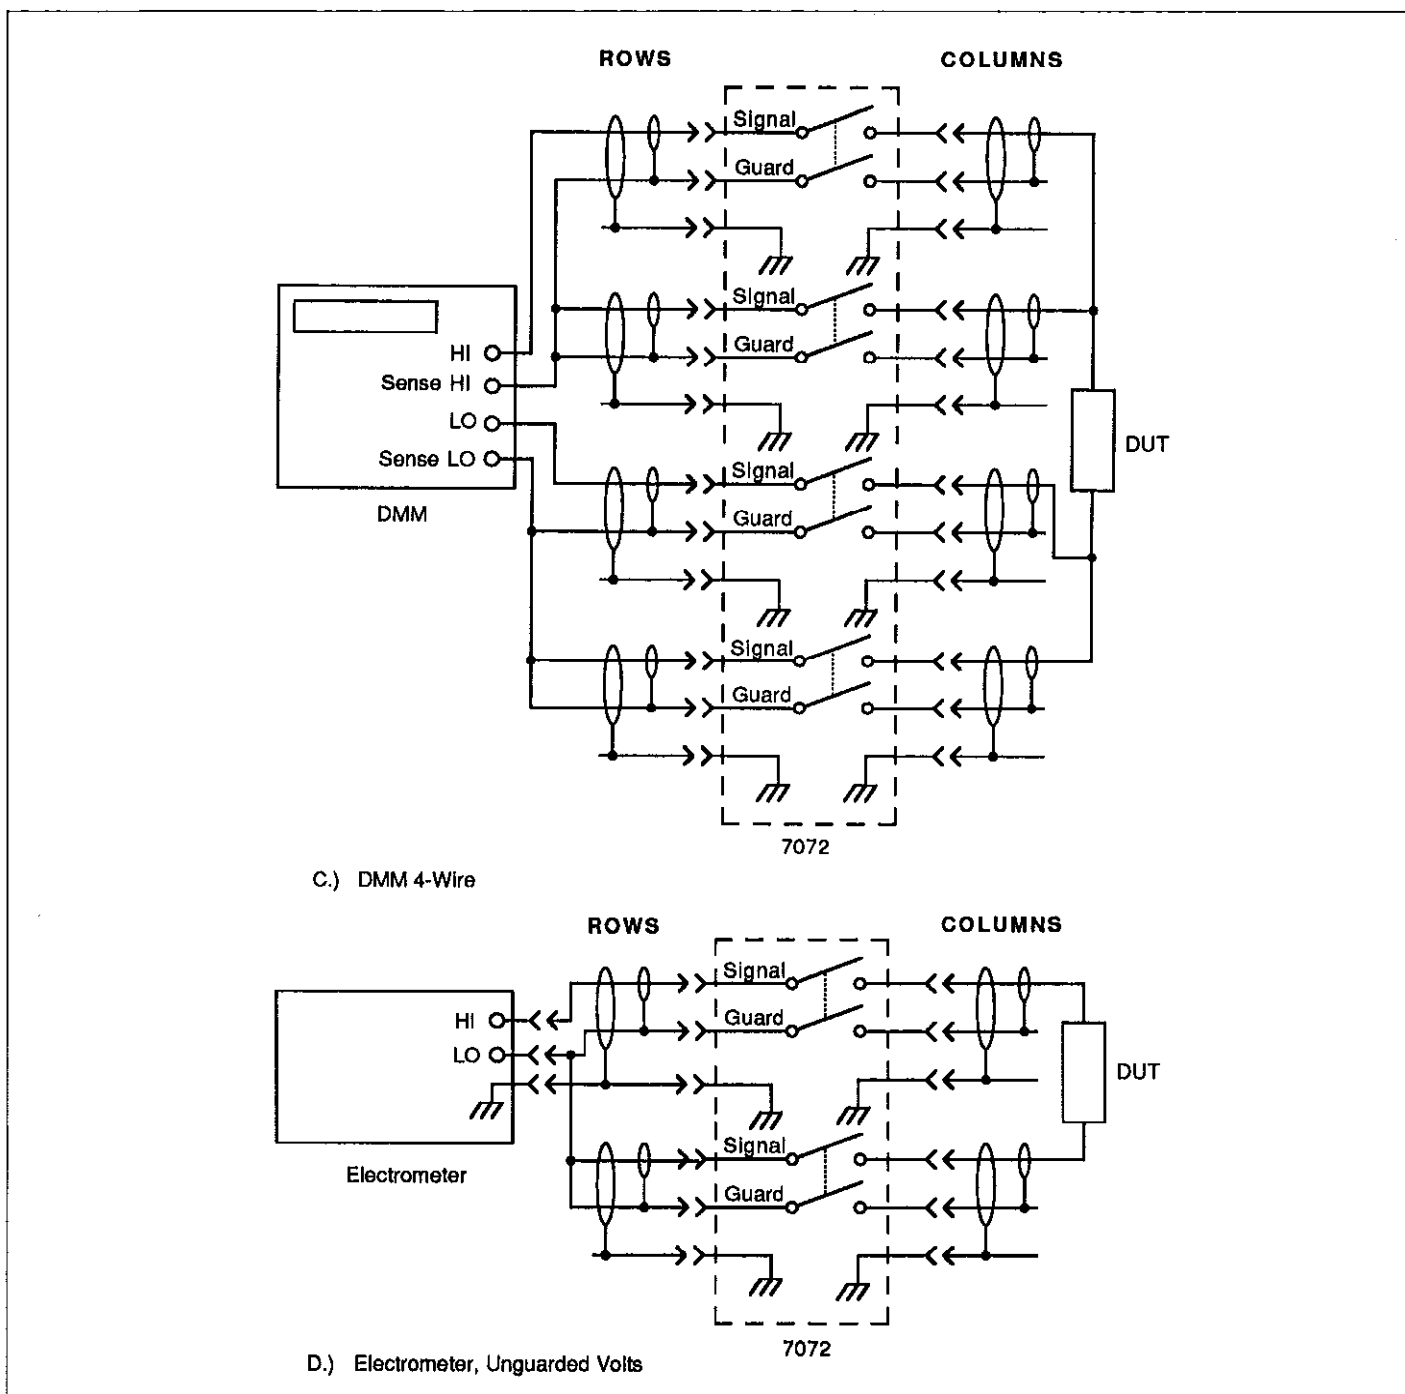 ROWS COLUMNS
Signal
Guard
Signal
HI
Guard
Sense HI
LO
DUT
Sense LO
Signal
DMM
Guard
Signal
Guard
7072
C.) DMM 4-Wire
ROWS COLUMNS
Signal
HI
Guard
LO
DUT
Signal
Electrometer
Guard
7072
D.) Electrometer, Unguarded Volts